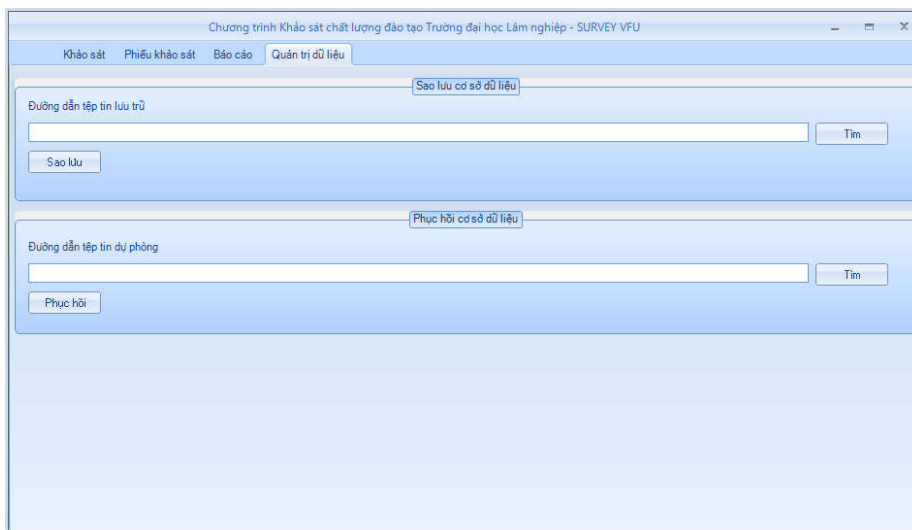 Chương trình Khảo sát chất lượng đào tạo Trường đại học Lâm nghiệp - SURVEY VFU
Khảo sát Phiếu khảo sát Báo cáo Quản trị dữ liệu
Sao lưu cơ sở dữ liệu
Đường dẫn tệp tin lưu trữ
Tìm
Sao lưu
Phục hồi cơ sở dữ liệu
Đường dẫn tệp tin dự phòng
Tìm
Phục hồi